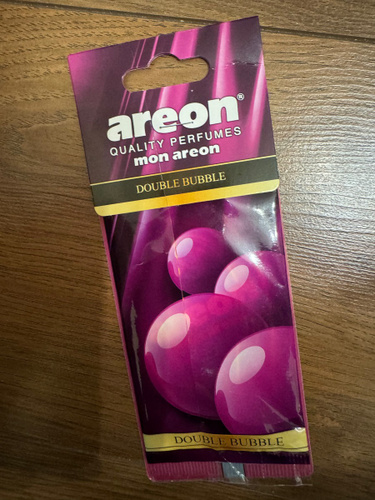 areon®
QUALITY PERFUMES
mon areon
DOUBLE BUBBLE
DOUBLE BUBBLE